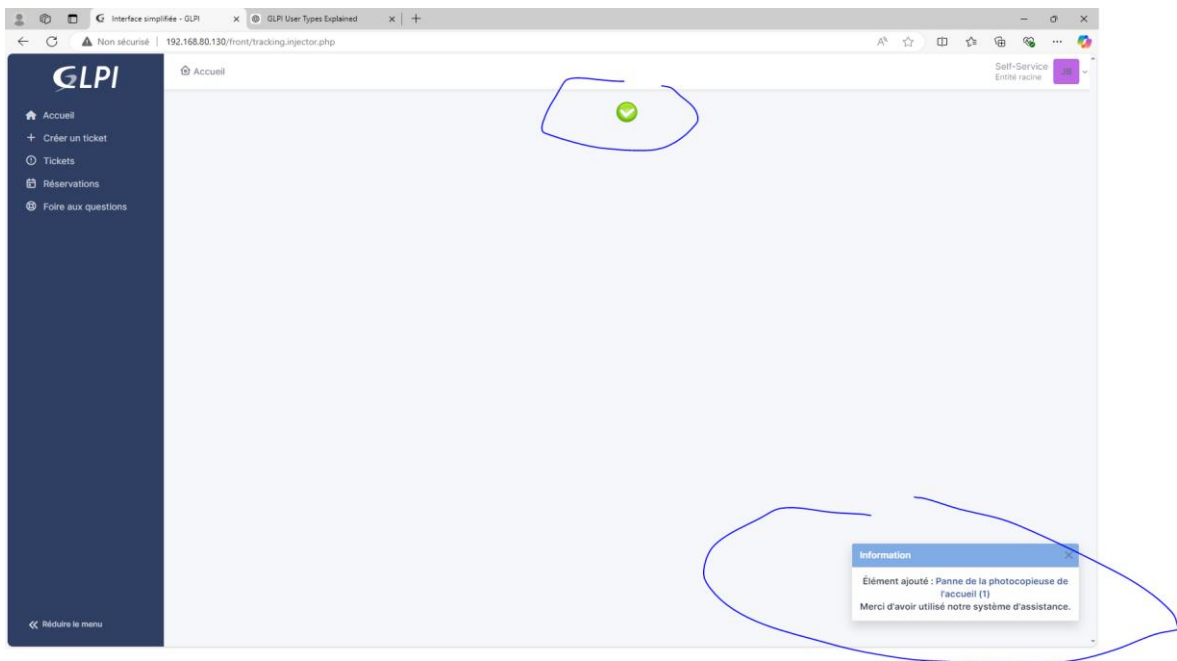 Interface simplifiée - GLPI
GLPI User Types Explained
Non sécurisé
192.168.80.130/front/tracking.injector.php
GLPI
Accueil
Self-Service
Entité racine
JB
Accueil
Créer un ticket
Tickets
Réservations
Foire aux questions
Information
Élément ajouté : Panne de la photocopieuse de
l'accueil (1)
Merci d'avoir utilisé notre système d'assistance.
Réduire le menu